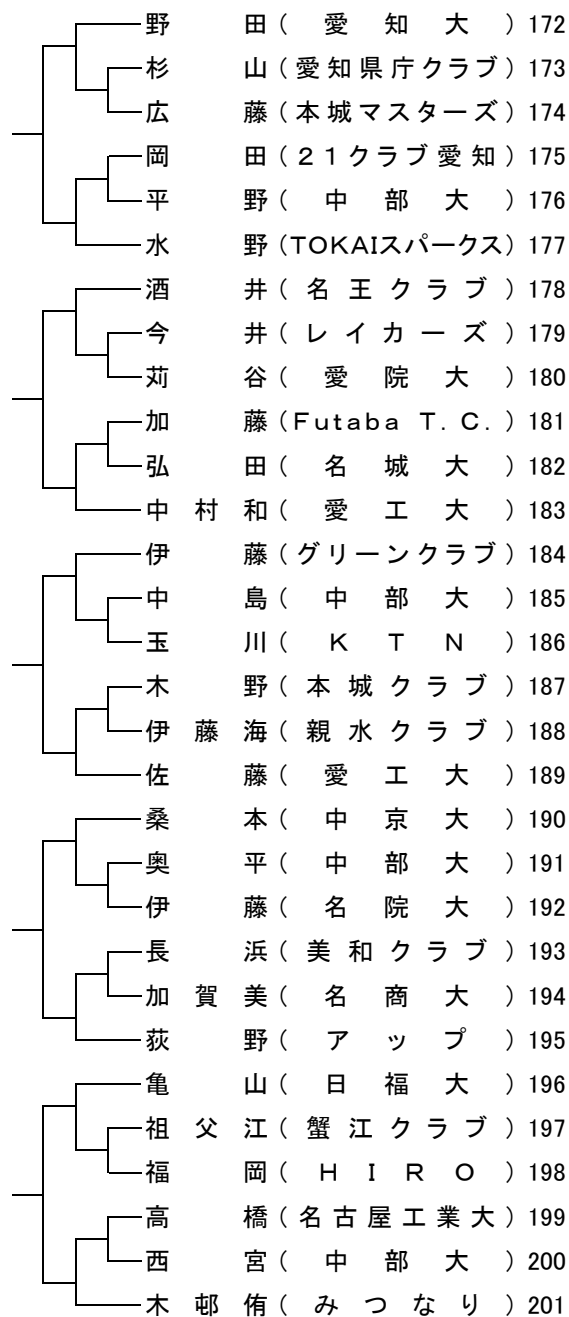 野田（愛知大）172
杉山（愛知県庁クラブ）173
広藤（本城マスターズ）174
岡田（２１クラブ愛知）175
平野（中部大）176
水野（TOKAIスパークス）177
酒井（名王クラブ）178
今井（レイカーズ）179
苅谷（愛院大）180
加藤（Futaba T.C.）181
弘田（名城大）182
中村和（愛工大）183
伊藤（グリーンクラブ）184
中島（中部大）185
玉川（ＫＴＮ）186
木野（本城クラブ）187
伊藤海（親水クラブ）188
佐藤（愛工大）189
桑本（中京大）190
奥平（中部大）191
伊藤（名院大）192
長浜（美和クラブ）193
加賀美（名商大）194
荻野（アップ）195
亀山（日福大）196
祖父江（蟹江クラブ）197
福岡（ＨＩＲＯ）198
高橋（名古屋工業大）199
西宮（中部大）200
木邨侑（みつなり）201